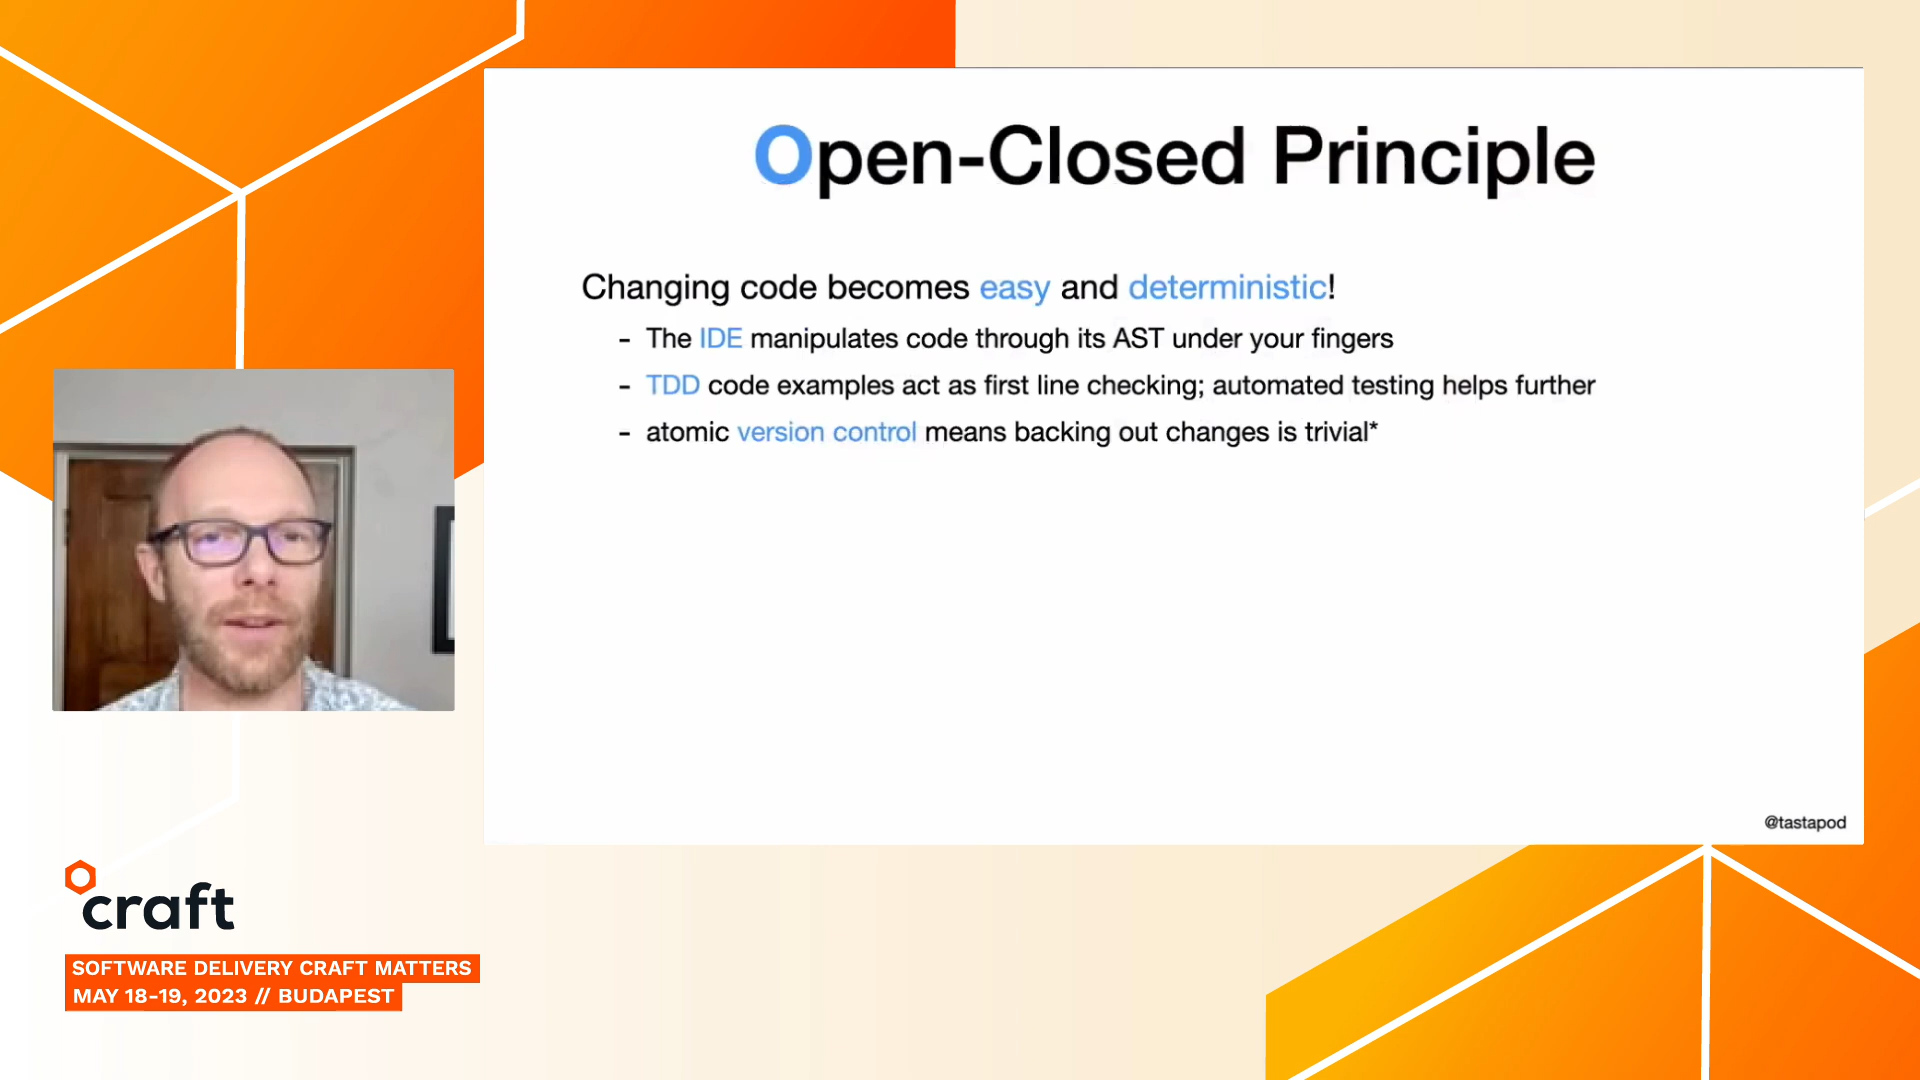 Open-Closed Principle
Changing code becomes easy and deterministic!
- The IDE manipulates code through its AST under your fingers
- TDD code examples act as first line checking; automated testing helps further
- atomic version control means backing out changes is trivial*
@tastapod
craft
SOFTWARE DELIVERY CRAFT MATTERS
MAY 18-19, 2023 // BUDAPEST